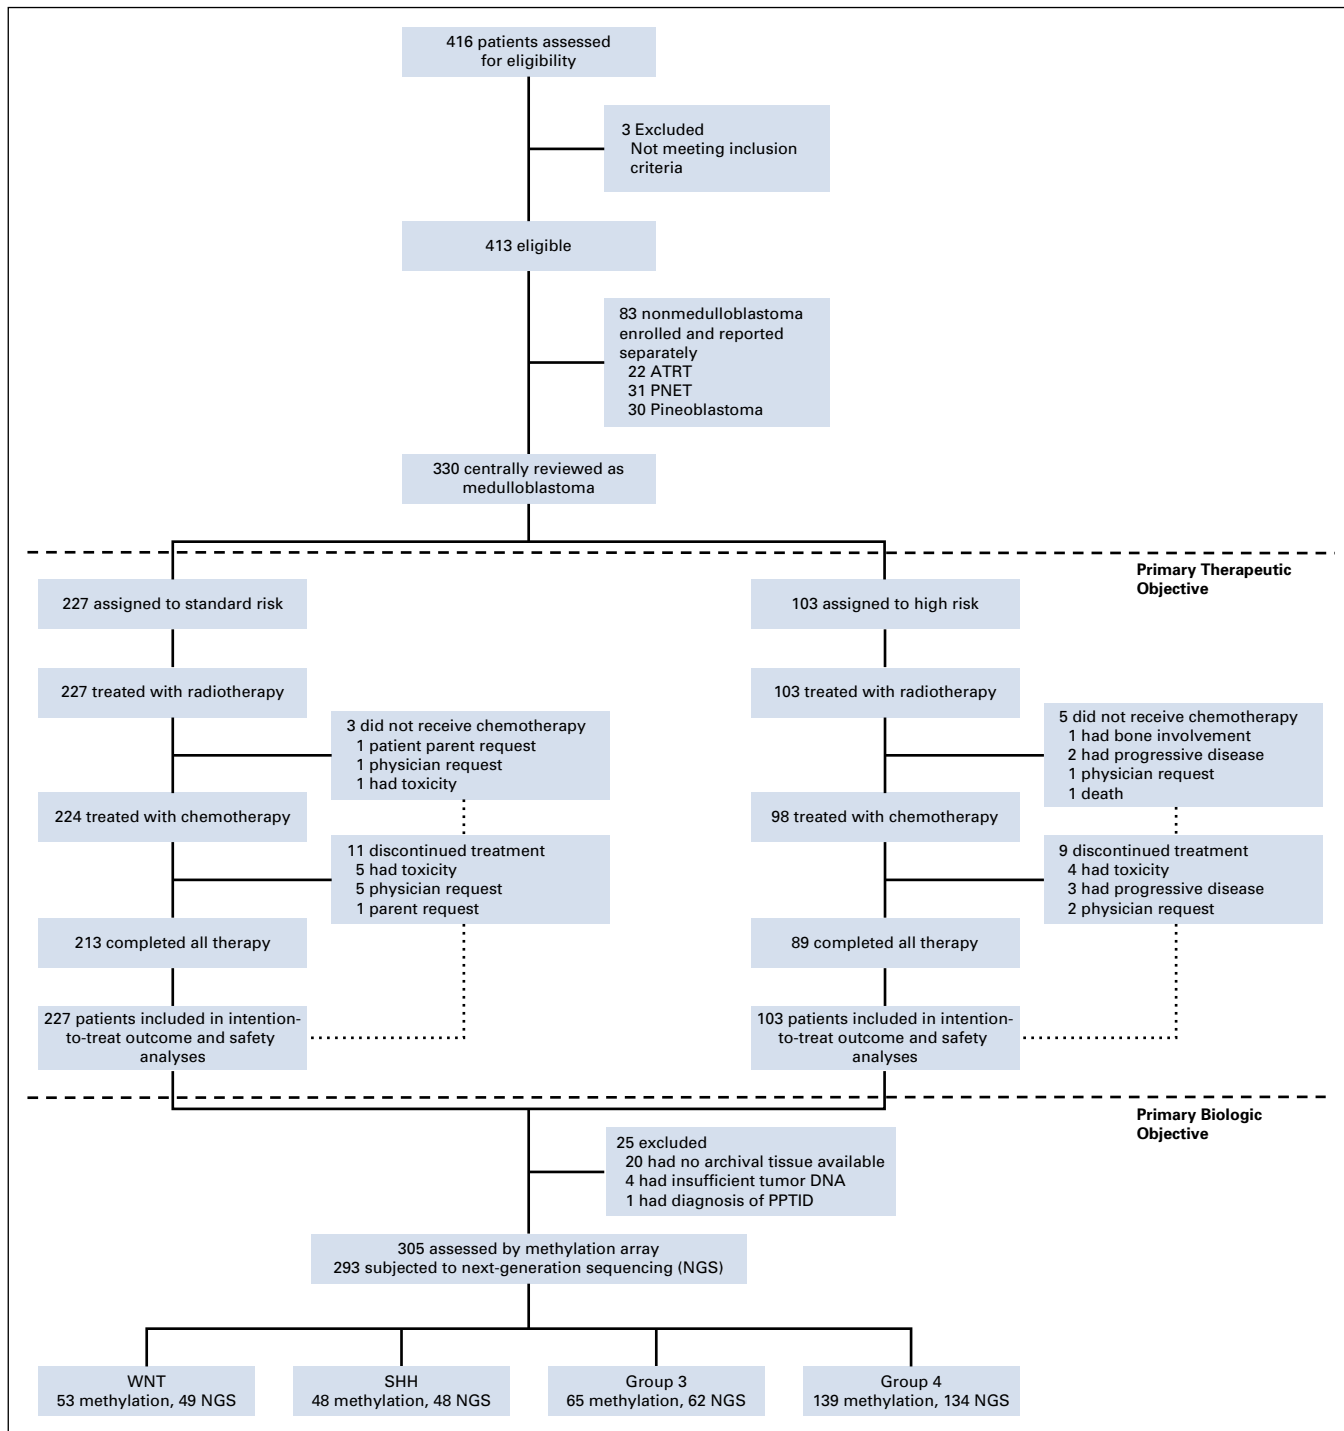 416 patients assessed
for eligibility
3 Excluded
Not meeting inclusion
criteria
413 eligible
83 nonmedulloblastoma
enrolled and reported
separately
22 ATRT
31 PNET
30 Pineoblastoma
330 centrally reviewed as
medulloblastoma
Primary Therapeutic
Objective
227 assigned to standard risk
227 treated with radiotherapy
3 did not receive chemotherapy
1 patient parent request
1 physician request
1 had toxicity
224 treated with chemotherapy
11 discontinued treatment
5 had toxicity
5 physician request
1 parent request
213 completed all therapy
227 patients included in intention-
to-treat outcome and safety
analyses
103 assigned to high risk
103 treated with radiotherapy
5 did not receive chemotherapy
1 had bone involvement
2 had progressive disease
1 physician request
1 death
98 treated with chemotherapy
9 discontinued treatment
4 had toxicity
3 had progressive disease
2 physician request
89 completed all therapy
103 patients included in intention-
to-treat outcome and safety
analyses
Primary Biologic
Objective
25 excluded
20 had no archival tissue available
4 had insufficient tumor DNA
1 had diagnosis of PPTID
305 assessed by methylation array
293 subjected to next-generation sequencing (NGS)
WNT
53 methylation, 49 NGS
SHH
48 methylation, 48 NGS
Group 3
65 methylation, 62 NGS
Group 4
139 methylation, 134 NGS